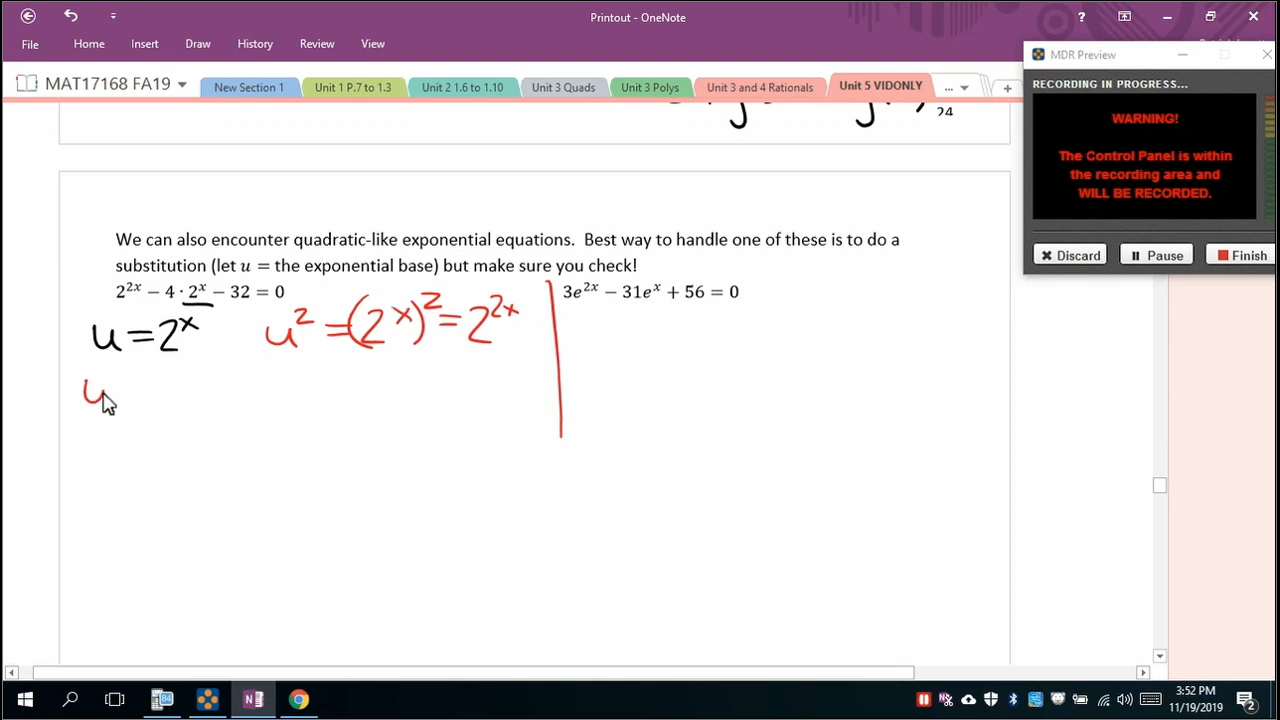 Printout - OneNote
?
File Home Insert Draw History Review View
MDR Preview
MAT17168 FA19
New Section 1 Unit 1 P.7 to 1.3 Unit 2 1.6 to 1.10 Unit 3 Quads Unit 3 Polys Unit 3 and 4 Rationals Unit 5 VIDONLY ... +
RECORDING IN PROGRESS...
WARNING!
The Control Panel is within
the recording area and
WILL BE RECORDED.
Discard Pause Finish
24
We can also encounter quadratic-like exponential equations. Best way to handle one of these is to do a
substitution (let u = the exponential base) but make sure you check!
2^{2x} − 4 · 2^x − 32 = 0
3e^{2x} − 31e^x + 56 = 0
u = 2^x
u^2 = (2^x)^2 = 2^{2x}
u
3:52 PM
11/19/2019
2